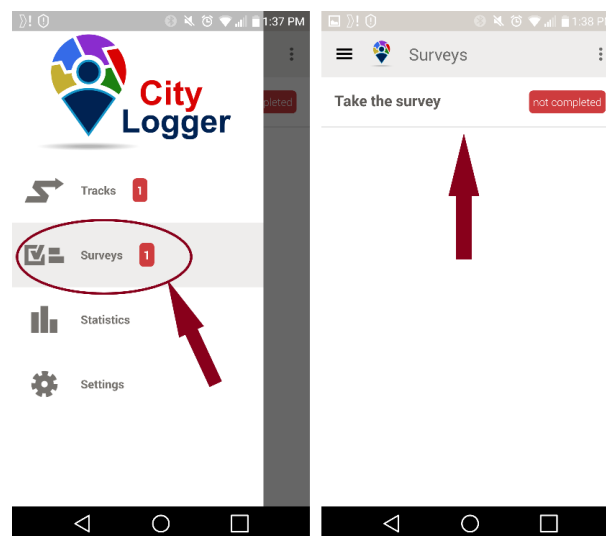 1:37 PM
City
Logger
pleted
Tracks 1
Surveys 1
Statistics
Settings
1:38 P
Surveys
Take the survey not completed